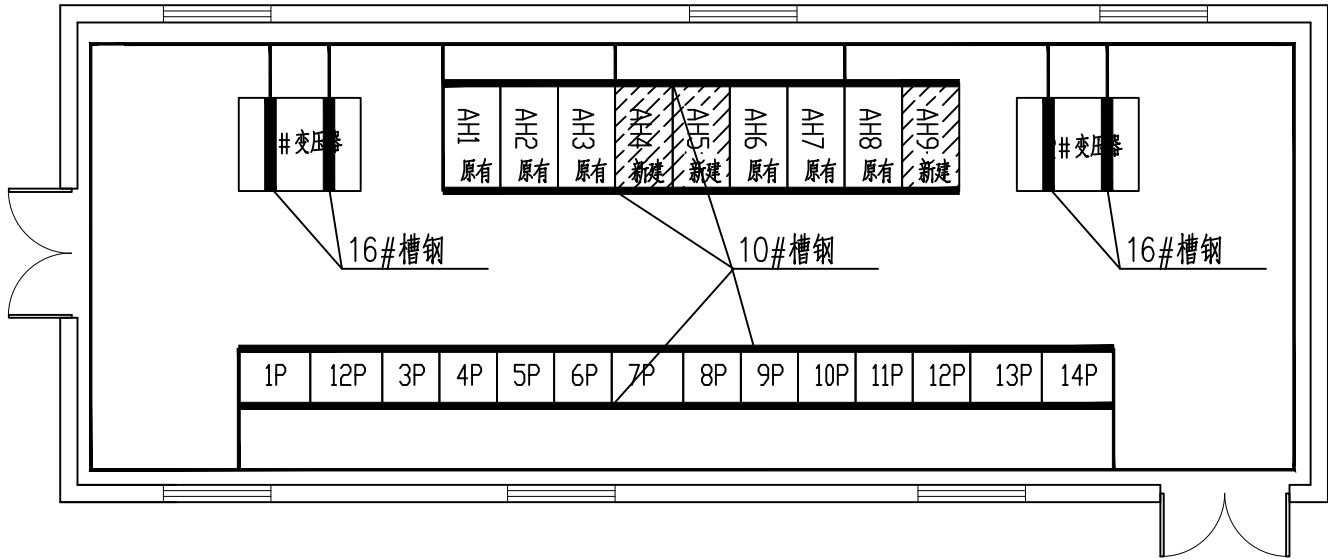 AH1
AH2
AH3
AH4
AH5
AH6
AH7
AH8
AH9
原有
原有
原有
新建
新建
原有
原有
原有
新建
#变压器
#变压器
16#槽钢
10#槽钢
16#槽钢
1P
12P
3P
4P
5P
6P
7P
8P
9P
10P
11P
12P
13P
14P